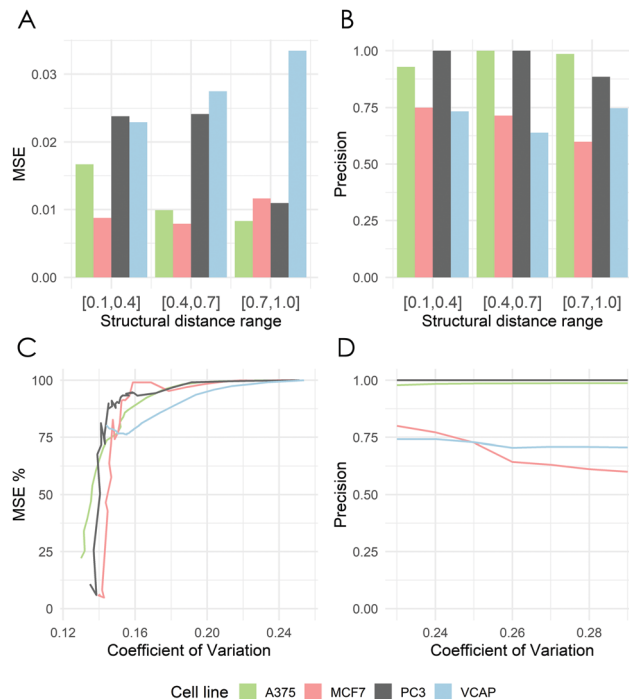 A
B
MSE
0.03
0.02
0.01
0.00
[0.1,0.4]
[0.4,0.7]
[0.7,1.0]
Structural distance range
Precision
1.00
0.75
0.50
0.25
0.00
[0.1,0.4]
[0.4,0.7]
[0.7,1.0]
Structural distance range
C
D
MSE %
100
75
50
25
0
0.12
0.16
0.20
0.24
Coefficient of Variation
Precision
1.00
0.75
0.50
0.25
0.00
0.24
0.26
0.28
Coefficient of Variation
Cell line A375 MCF7 PC3 VCAP